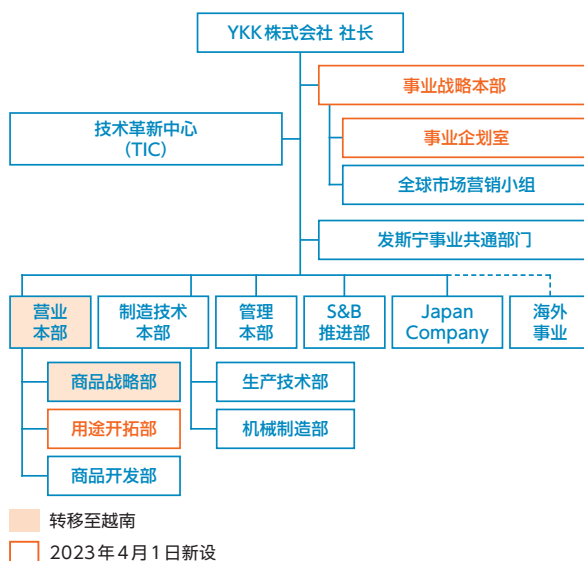 YKK株式会社 社长
事业战略本部
技术革新中心
(TIC)
事业企划室
全球市场营销小组
发斯宁事业共通部门
营业
本部
制造技术
本部
管理
本部
S&B
推进部
Japan
Company
海外
事业
商品战略部
生产技术部
用途开拓部
机械制造部
商品开发部
转移至越南
2023年4月1日新设